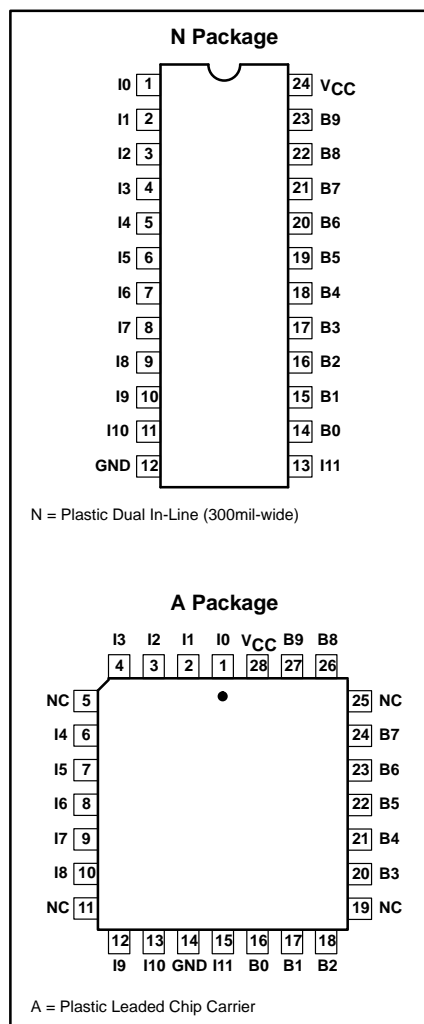 N Package
I0 1 24 VCC
I1 2 23 B9
I2 3 22 B8
I3 4 21 B7
I4 5 20 B6
I5 6 19 B5
I6 7 18 B4
I7 8 17 B3
I8 9 16 B2
I9 10 15 B1
I10 11 14 B0
GND 12 13 I11
N = Plastic Dual In-Line (300mil-wide)
A Package
I3 I2 I1 I0 VCC B9 B8
4 3 2 1 28 27 26
NC 5 25 NC
I4 6 24 B7
I5 7 23 B6
I6 8 22 B5
I7 9 21 B4
I8 10 20 B3
NC 11 19 NC
12 13 14 15 16 17 18
I9 I10 GND I11 B0 B1 B2
A = Plastic Leaded Chip Carrier